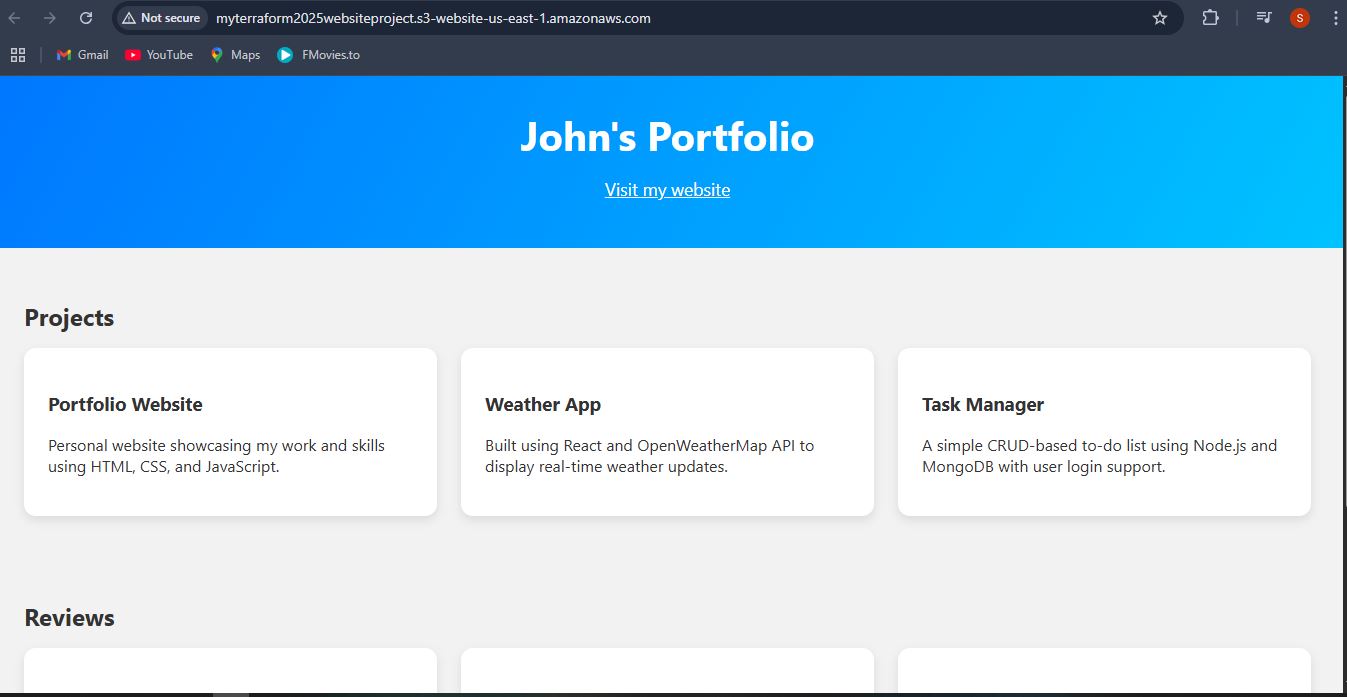 Not secure myterraform2025websiteproject.s3-website-us-east-1.amazonaws.com S
Gmail YouTube Maps FMovies.to
John's Portfolio
Visit my website
Projects
Portfolio Website
Personal website showcasing my work and skills
using HTML, CSS, and JavaScript.
Weather App
Built using React and OpenWeatherMap API to
display real-time weather updates.
Task Manager
A simple CRUD-based to-do list using Node.js and
MongoDB with user login support.
Reviews